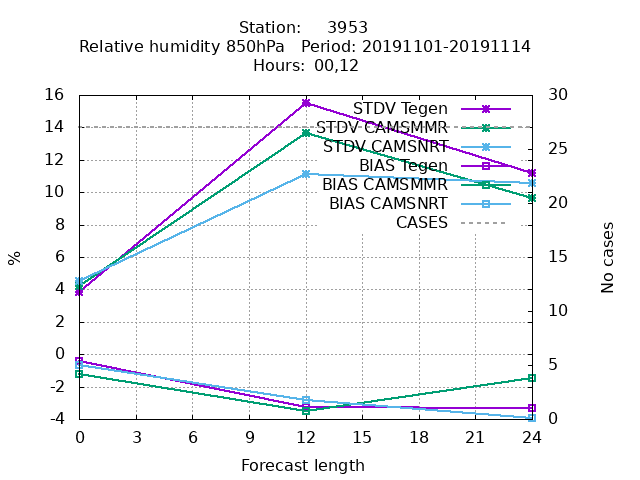 Station: 3953
Relative humidity 850hPa Period: 20191101-20191114
Hours: 00,12
16
14
12
10
8
6
4
2
0
-2
-4
%
STDV Tegen
STDV CAMSMMR
STDV CAMSNRT
BIAS Tegen
BIAS CAMSMMR
BIAS CAMSNRT
CASES
30
25
20
15
10
5
0
No cases
0 3 6 9 12 15 18 21 24
Forecast length